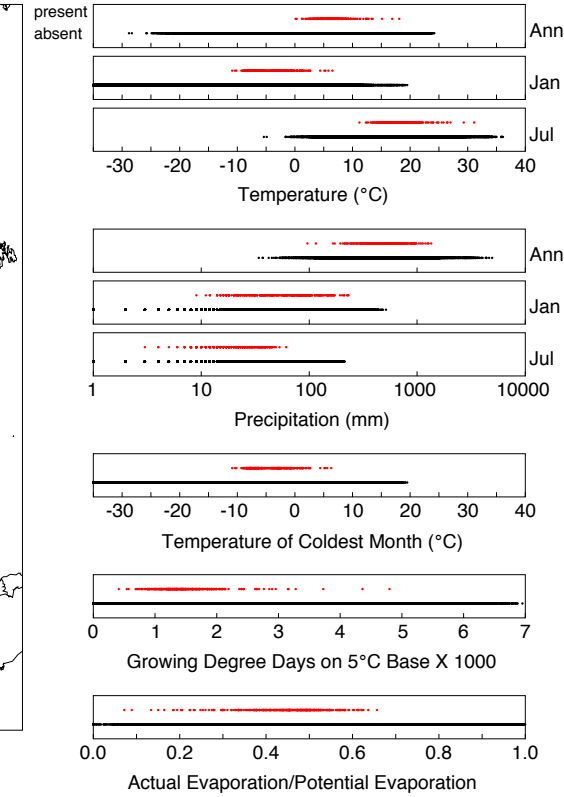 present
absent
Ann
Jan
Jul
-30 -20 -10 0 10 20 30 40
Temperature (°C)
Ann
Jan
Jul
1 10 100 1000 10000
Precipitation (mm)
-30 -20 -10 0 10 20 30 40
Temperature of Coldest Month (°C)
0 1 2 3 4 5 6 7
Growing Degree Days on 5°C Base X 1000
0.0 0.2 0.4 0.6 0.8 1.0
Actual Evaporation/Potential Evaporation